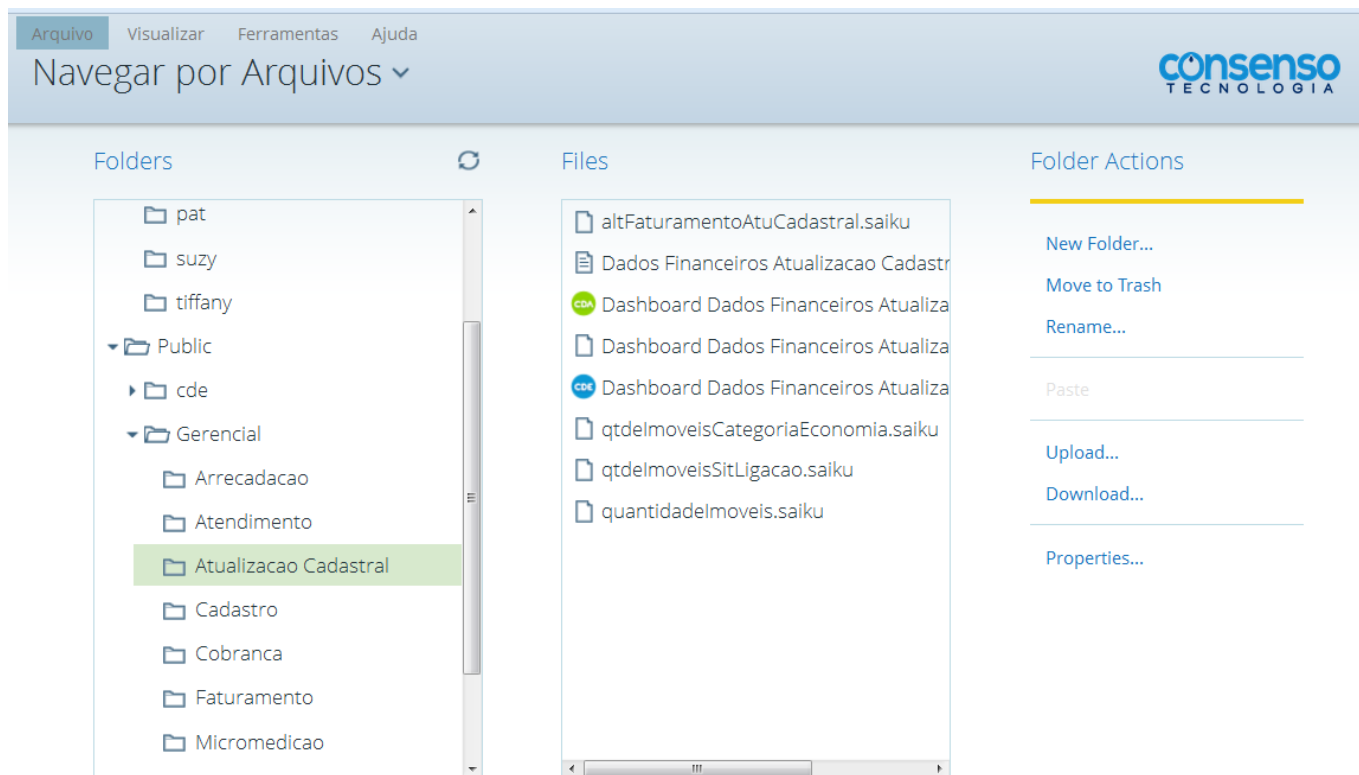 Arquivo Visualizar Ferramentas Ajuda
Navegar por Arquivos
consenso
TECNOLOGIA
Folders
pat
suzy
tiffany
Public
cde
Gerencial
Arrecadacao
Atendimento
Atualizacao Cadastral
Cadastro
Cobranca
Faturamento
Micromedicao
Files
altFaturamentoAtuCadastral.saiku
Dados Financeiros Atualizacao Cadastr
CDA Dashboard Dados Financeiros Atualiza
Dashboard Dados Financeiros Atualiza
CDE Dashboard Dados Financeiros Atualiza
qtdeImoveisCategoriaEconomia.saiku
qtdeImoveisSitLigacao.saiku
quantidadeImoveis.saiku
Folder Actions
New Folder...
Move to Trash
Rename...
Paste
Upload...
Download...
Properties...